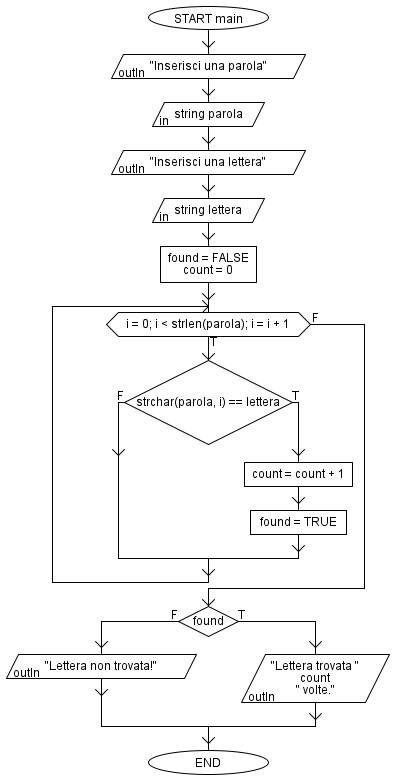 START main
"Inserisci una parola"
outln
string parola
in
"Inserisci una lettera"
outln
string lettera
in
found = FALSE
count = 0
i = 0; i < strlen(parola); i = i + 1
F
T
F
T
strchar(parola, i) == lettera
count = count + 1
found = TRUE
F
T
found
"Lettera non trovata!"
outln
"Lettera trovata "
count
" volte."
outln
END